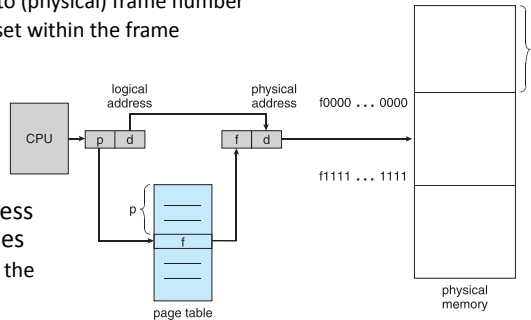 to (physical) frame number
set within the frame
logical
address
physical
address
f0000 ... 0000
CPU
p d
f d
f1111 ... 1111
ess
p
es
f
the
physical
memory
page table